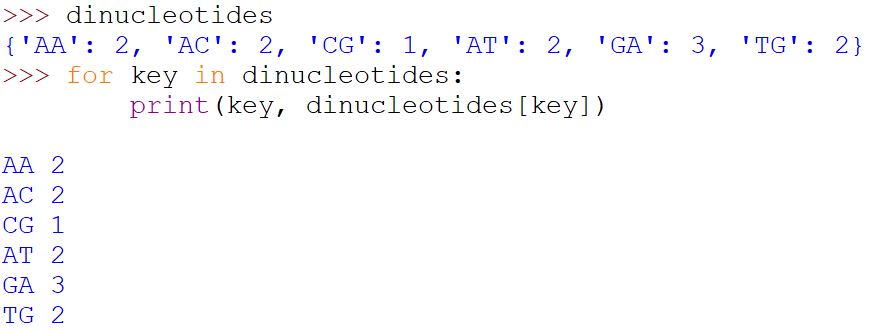 >>> dinucleotides
{'AA': 2, 'AC': 2, 'CG': 1, 'AT': 2, 'GA': 3, 'TG': 2}
>>> for key in dinucleotides:
        print(key, dinucleotides[key])
AA 2
AC 2
CG 1
AT 2
GA 3
TG 2